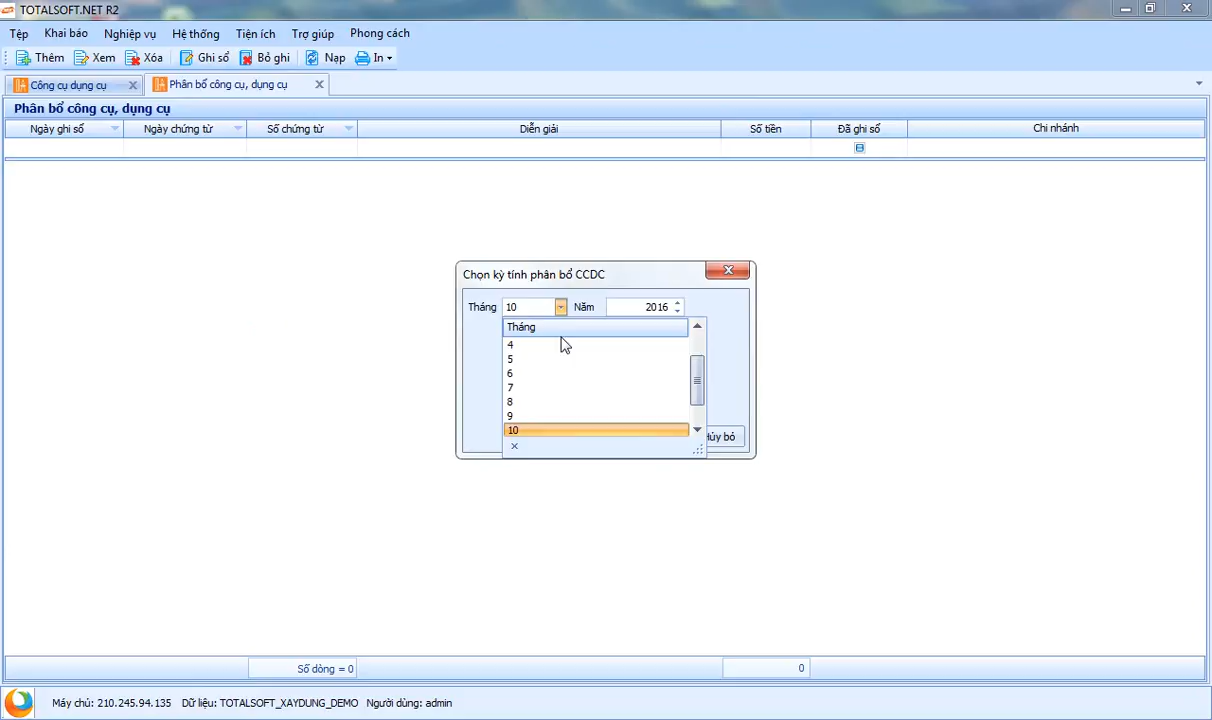 TOTALSOFT.NET R2
Tệp Khai báo Nghiệp vụ Hệ thống Tiện ích Trợ giúp Phong cách
Thêm Xem Xóa Ghi sổ Bỏ ghi Nạp In
Công cụ dụng cụ Phân bổ công cụ, dụng cụ
Phân bổ công cụ, dụng cụ
Ngày ghi sổ Ngày chứng từ Số chứng từ Diễn giải Số tiền Đã ghi sổ Chi nhánh
Chọn kỳ tính phân bổ CCDC
Tháng 10 Năm 2016
Tháng
4
5
6
7
8
9
10
Hủy bỏ
Số dòng = 0 0
Máy chủ: 210.245.94.135 Dữ liệu: TOTALSOFT_XAYDUNG_DEMO Người dùng: admin